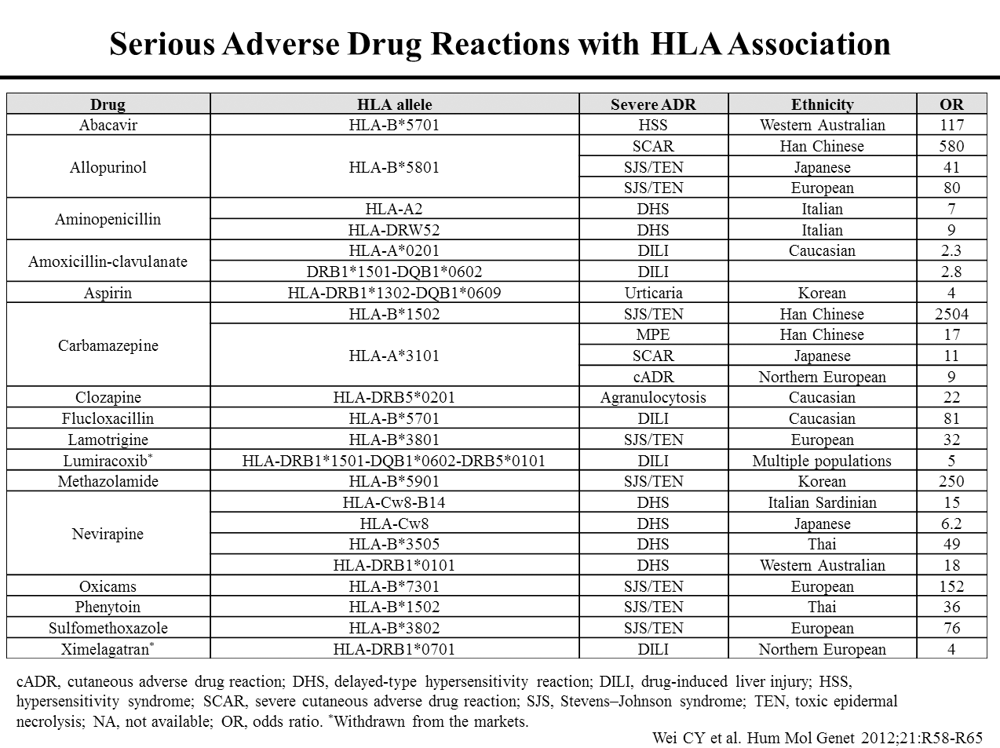 Serious Adverse Drug Reactions with HLA Association
Drug HLA allele Severe ADR Ethnicity OR
Abacavir HLA-B*5701 HSS Western Australian 117
Allopurinol HLA-B*5801 SCAR Han Chinese 580
SJS/TEN Japanese 41
SJS/TEN European 80
Aminopenicillin HLA-A2 DHS Italian 7
HLA-DRW52 DHS Italian 9
Amoxicillin-clavulanate HLA-A*0201 DILI Caucasian 2.3
DRB1*1501-DQB1*0602 DILI 2.8
Aspirin HLA-DRB1*1302-DQB1*0609 Urticaria Korean 4
Carbamazepine HLA-B*1502 SJS/TEN Han Chinese 2504
HLA-A*3101 MPE Han Chinese 17
SCAR Japanese 11
cADR Northern European 9
Clozapine HLA-DRB5*0201 Agranulocytosis Caucasian 22
Flucloxacillin HLA-B*5701 DILI Caucasian 81
Lamotrigine HLA-B*3801 SJS/TEN European 32
Lumiracoxib* HLA-DRB1*1501-DQB1*0602-DRB5*0101 DILI Multiple populations 5
Methazolamide HLA-B*5901 SJS/TEN Korean 250
Nevirapine HLA-Cw8-B14 DHS Italian Sardinian 15
HLA-Cw8 DHS Japanese 6.2
HLA-B*3505 DHS Thai 49
HLA-DRB1*0101 DHS Western Australian 18
Oxicams HLA-B*7301 SJS/TEN European 152
Phenytoin HLA-B*1502 SJS/TEN Thai 36
Sulfomethoxazole HLA-B*3802 SJS/TEN European 76
Ximelagatran* HLA-DRB1*0701 DILI Northern European 4
cADR, cutaneous adverse drug reaction; DHS, delayed-type hypersensitivity reaction; DILI, drug-induced liver injury; HSS,
hypersensitivity syndrome; SCAR, severe cutaneous adverse drug reaction; SJS, Stevens–Johnson syndrome; TEN, toxic epidermal
necrolysis; NA, not available; OR, odds ratio. *Withdrawn from the markets.
Wei CY et al. Hum Mol Genet 2012;21:R58-R65